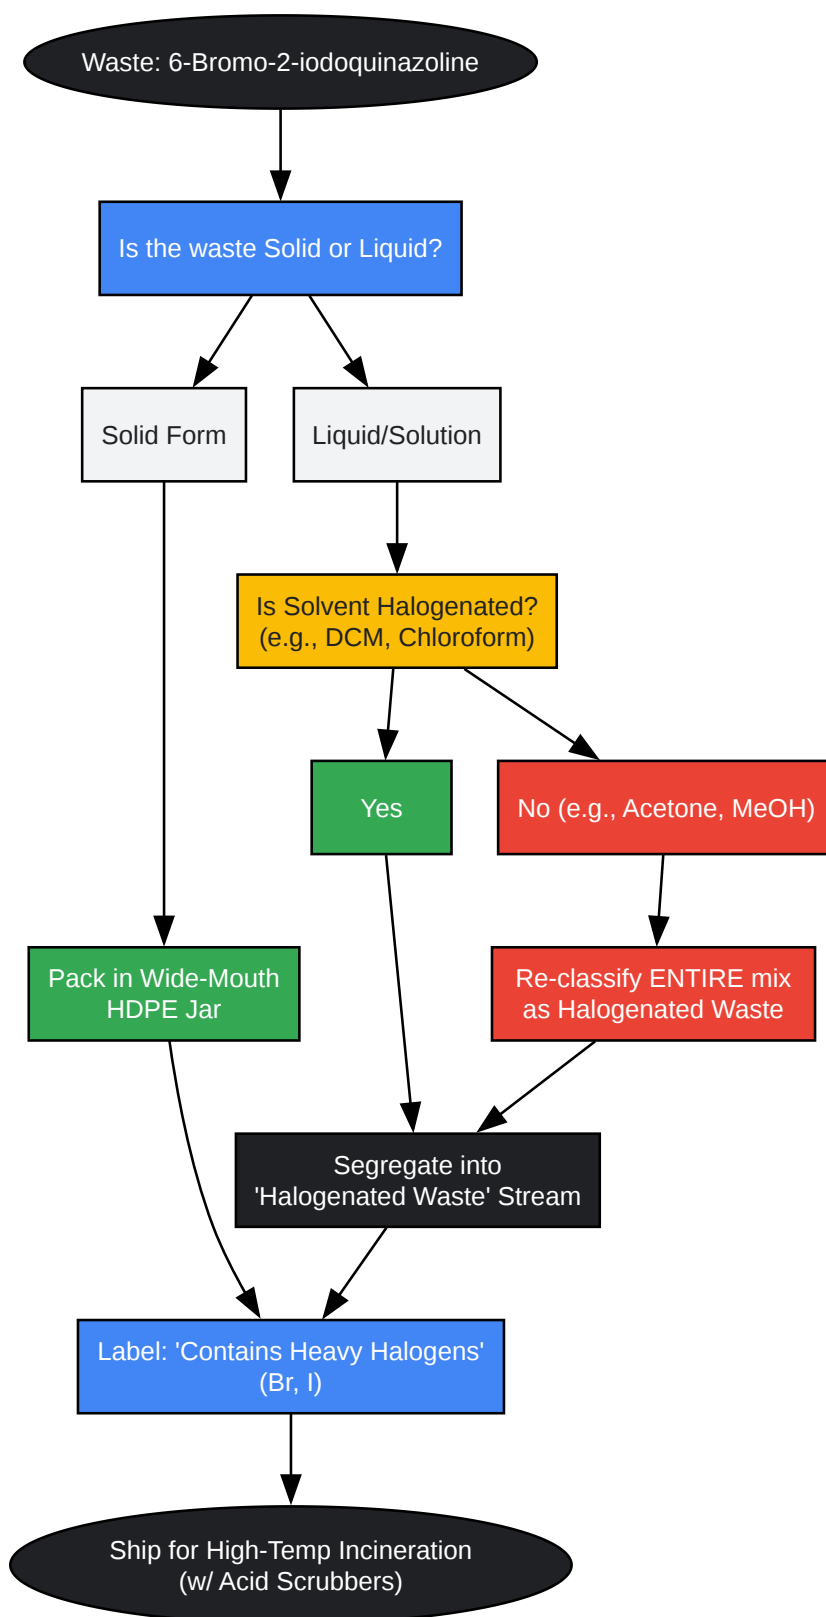 Waste: 6-Bromo-2-iodoquinazoline
Is the waste Solid or Liquid?
Solid Form
Liquid/Solution
Is Solvent Halogenated?
(e.g., DCM, Chloroform)
Yes
No (e.g., Acetone, MeOH)
Pack in Wide-Mouth
HDPE Jar
Re-classify ENTIRE mix
as Halogenated Waste
Segregate into
'Halogenated Waste' Stream
Label: 'Contains Heavy Halogens'
(Br, I)
Ship for High-Temp Incineration
(w/ Acid Scrubbers)